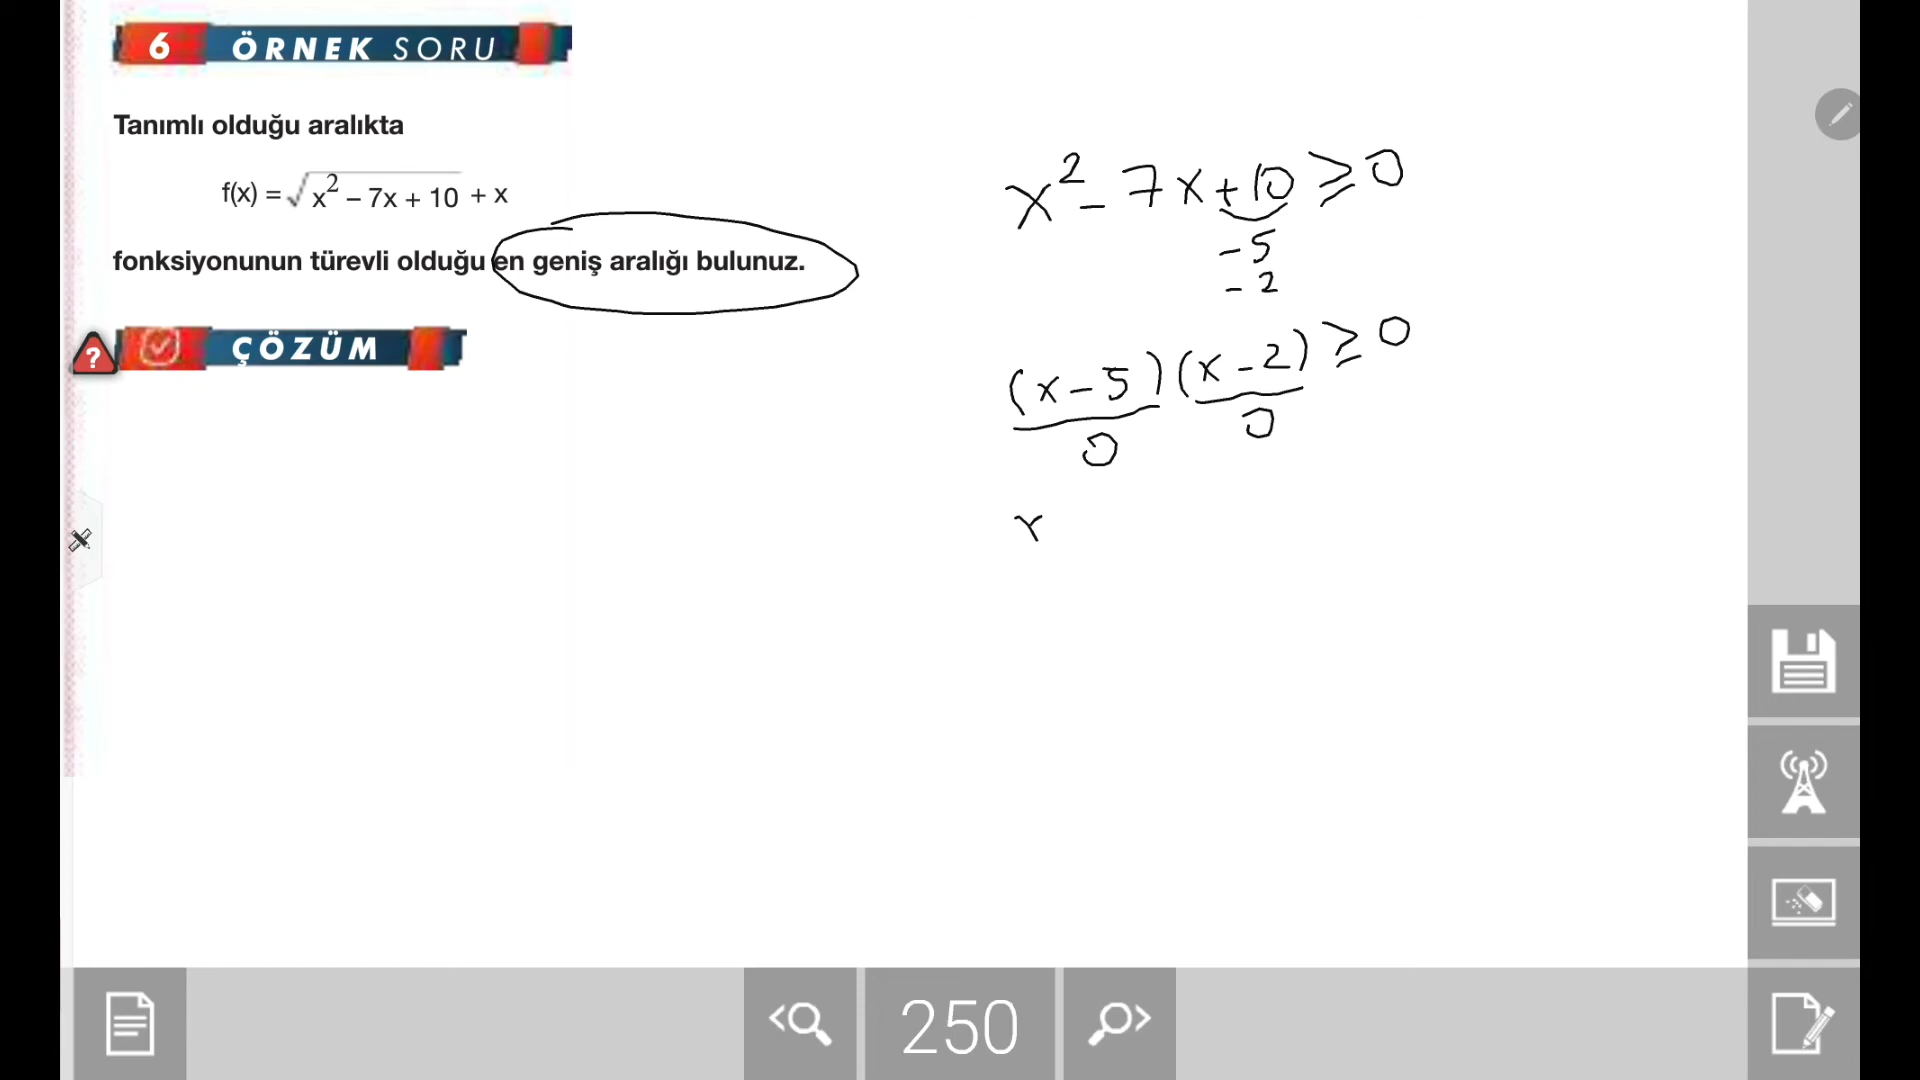 6 ÖRNEK SORU
Tanımlı olduğu aralıkta
f(x) = √(x² – 7x + 10) + x
fonksiyonunun türevli olduğu en geniş aralığı bulunuz.
? ÇÖZÜM
x² - 7x + 10 ≥ 0
- 5
- 2
(x - 5) (x - 2) ≥ 0
0 0
250